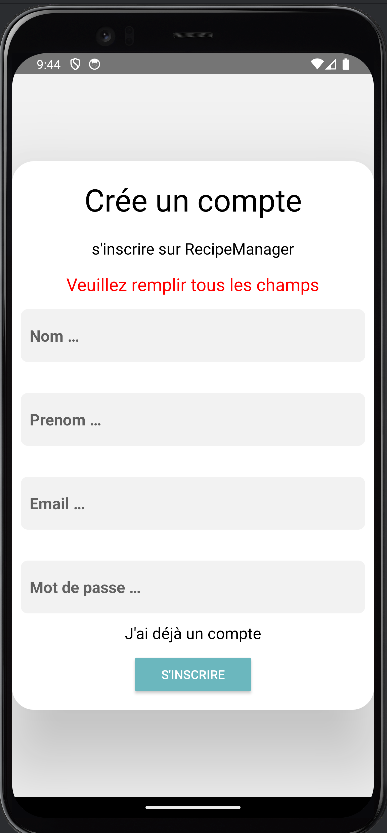 9:44
Crée un compte
s'inscrire sur RecipeManager
Veuillez remplir tous les champs
Nom ...
Prenom ...
Email ...
Mot de passe ...
J'ai déjà un compte
S'INSCRIRE